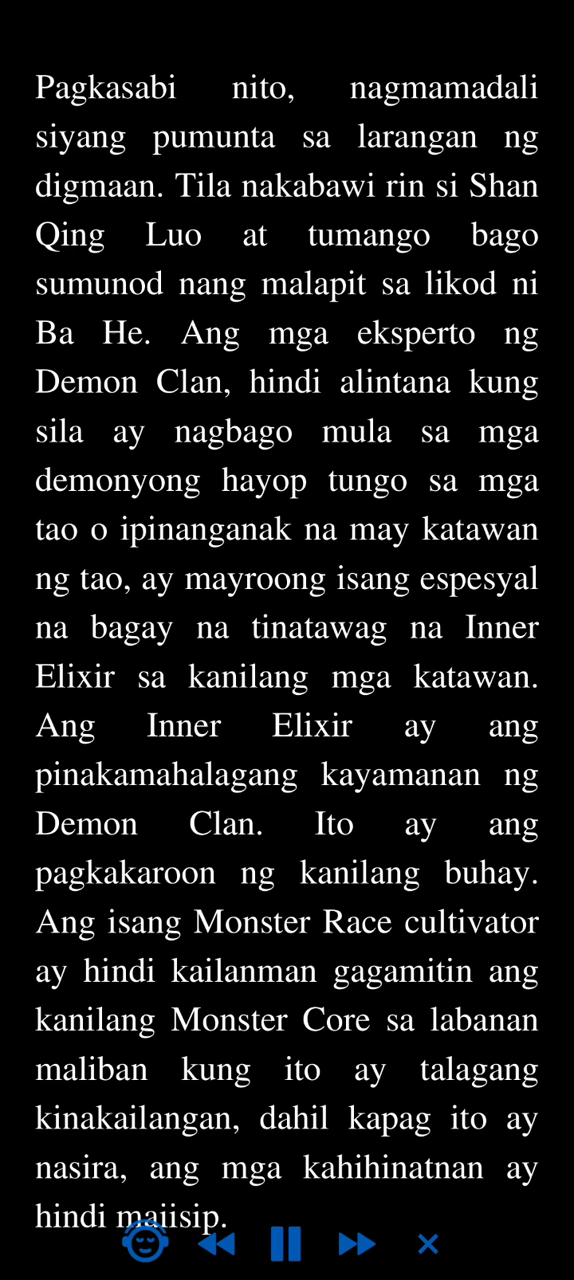 Pagkasabi nito, nagmamadali
siyang pumunta sa larangan ng
digmaan. Tila nakabawi rin si Shan
Qing Luo at tumango bago
sumunod nang malapit sa likod ni
Ba He. Ang mga eksperto ng
Demon Clan, hindi alintana kung
sila ay nagbago mula sa mga
demonyong hayop tungo sa mga
tao o ipinanganak na may katawan
ng tao, ay mayroong isang espesyal
na bagay na tinatawag na Inner
Elixir sa kanilang mga katawan.
Ang Inner Elixir ay ang
pinakamahalagang kayamanan ng
Demon Clan. Ito ay ang
pagkakaroon ng kanilang buhay.
Ang isang Monster Race cultivator
ay hindi kailanman gagamitin ang
kanilang Monster Core sa labanan
maliban kung ito ay talagang
kinakailangan, dahil kapag ito ay
nasira, ang mga kahihinatnan ay
hindi maiisip.